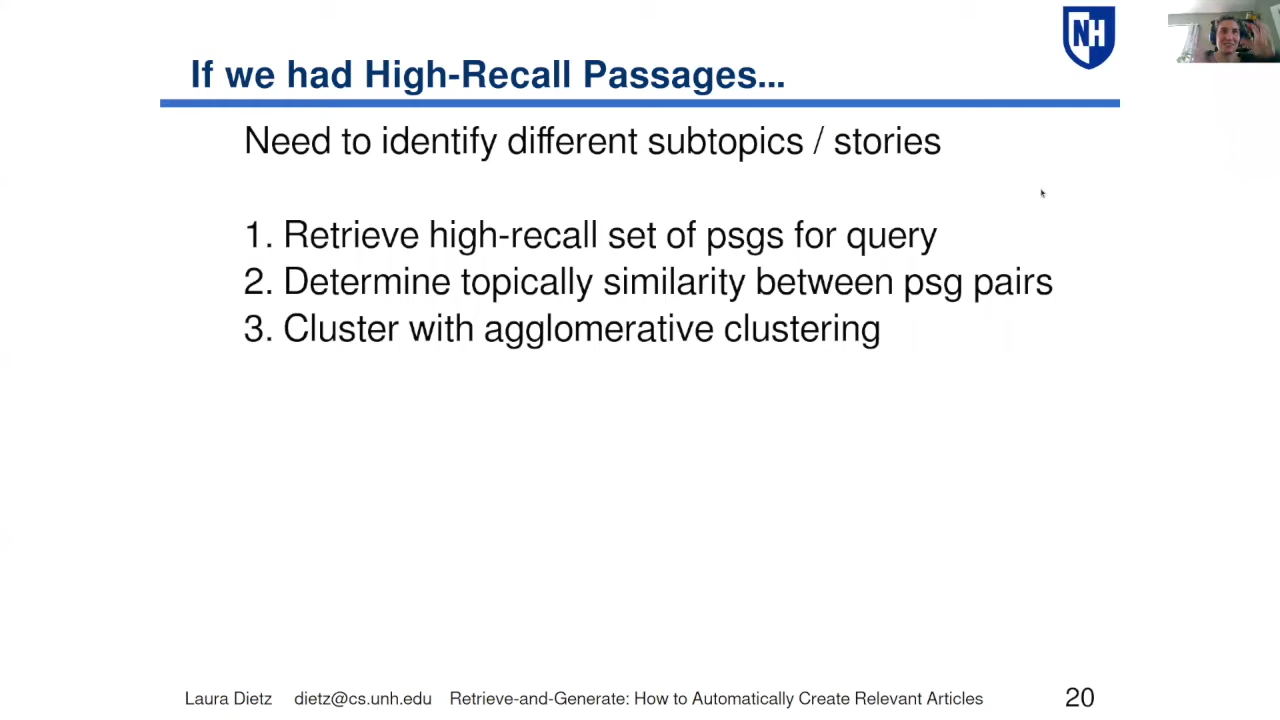 NH
If we had High-Recall Passages...
Need to identify different subtopics / stories
1. Retrieve high-recall set of psgs for query
2. Determine topically similarity between psg pairs
3. Cluster with agglomerative clustering
Laura Dietz dietz@cs.unh.edu Retrieve-and-Generate: How to Automatically Create Relevant Articles 20